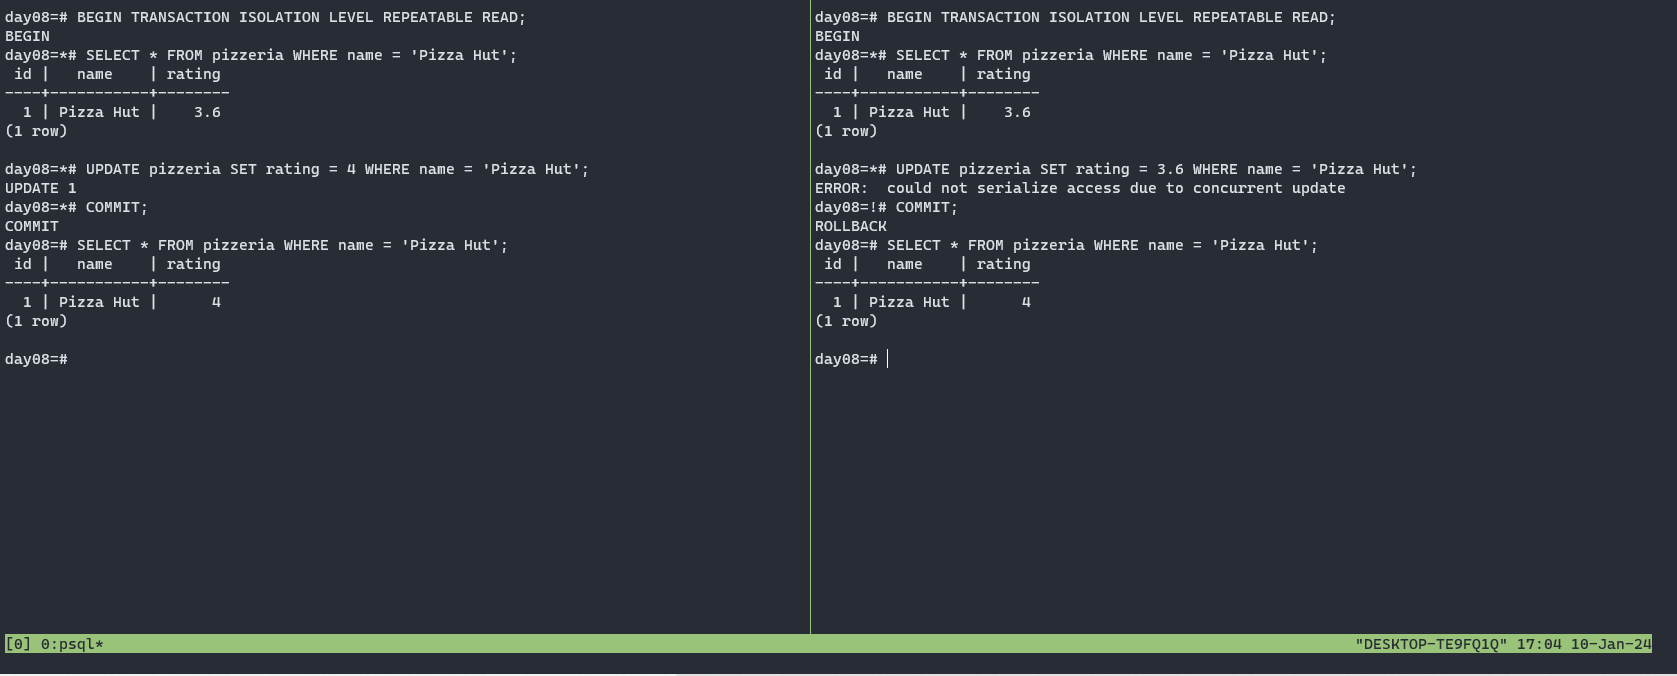 day08=# BEGIN TRANSACTION ISOLATION LEVEL REPEATABLE READ;
BEGIN
day08=*# SELECT * FROM pizzeria WHERE name = 'Pizza Hut';
 id |   name    | rating
----+-----------+--------
  1 | Pizza Hut |    3.6
(1 row)

day08=*# UPDATE pizzeria SET rating = 4 WHERE name = 'Pizza Hut';
UPDATE 1
day08=*# COMMIT;
COMMIT
day08=# SELECT * FROM pizzeria WHERE name = 'Pizza Hut';
 id |   name    | rating
----+-----------+--------
  1 | Pizza Hut |      4
(1 row)

day08=#
day08=# BEGIN TRANSACTION ISOLATION LEVEL REPEATABLE READ;
BEGIN
day08=*# SELECT * FROM pizzeria WHERE name = 'Pizza Hut';
 id |   name    | rating
----+-----------+--------
  1 | Pizza Hut |    3.6
(1 row)

day08=*# UPDATE pizzeria SET rating = 3.6 WHERE name = 'Pizza Hut';
ERROR:  could not serialize access due to concurrent update
day08=!# COMMIT;
ROLLBACK
day08=# SELECT * FROM pizzeria WHERE name = 'Pizza Hut';
 id |   name    | rating
----+-----------+--------
  1 | Pizza Hut |      4
(1 row)

day08=#
[0] 0:psql* "DESKTOP-TE9FQ1Q" 17:04 10-Jan-24